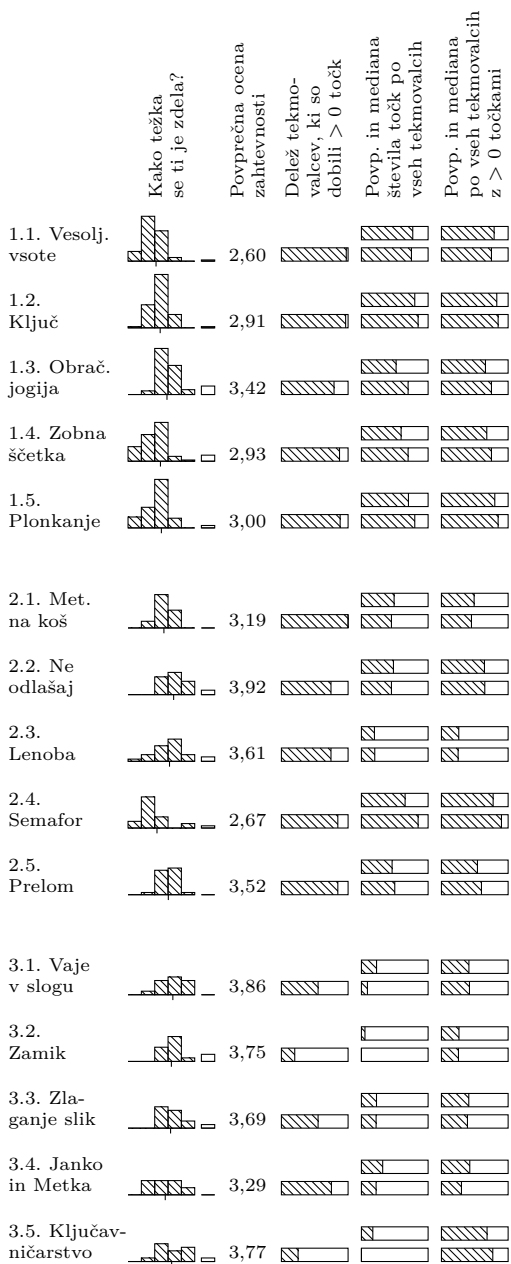 Kako težka
se ti je zdela?
Povprečna ocena
zahtevnosti
Delež tekmo-
valcev, ki so
dobili > 0 točk
Povp. in mediana
števila točk po
vseh tekmovalcih
Povp. in mediana
po vseh tekmovalcih
z > 0 točkami
1.1. Vesolj.
vsote 2,60
1.2.
Ključ 2,91
1.3. Obrač.
jogija 3,42
1.4. Zobna
ščetka 2,93
1.5.
Plonkanje 3,00
2.1. Met.
na koš 3,19
2.2. Ne
odlašaj 3,92
2.3.
Lenoba 3,61
2.4.
Semafor 2,67
2.5.
Prelom 3,52
3.1. Vaje
v slogu 3,86
3.2.
Zamik 3,75
3.3. Zla-
ganje slik 3,69
3.4. Janko
in Metka 3,29
3.5. Ključav-
ničarstvo 3,77